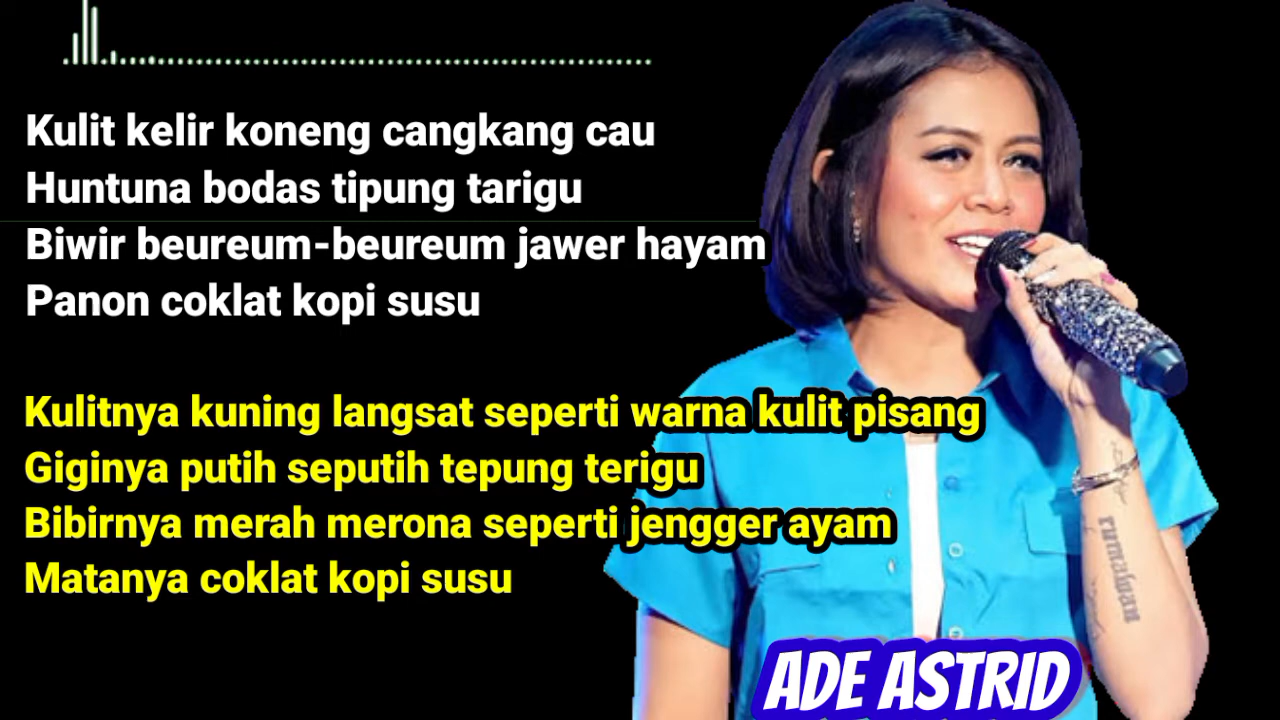 Kulit kelir koneng cangkang cau
Huntuna bodas tipung tarigu
Biwir beureum-beureum jawer hayam
Panon coklat kopi susu
Kulitnya kuning langsat seperti warna kulit pisang
Giginya putih seputih tepung terigu
Bibirnya merah merona seperti jengger ayam
Matanya coklat kopi susu
ADE ASTRID